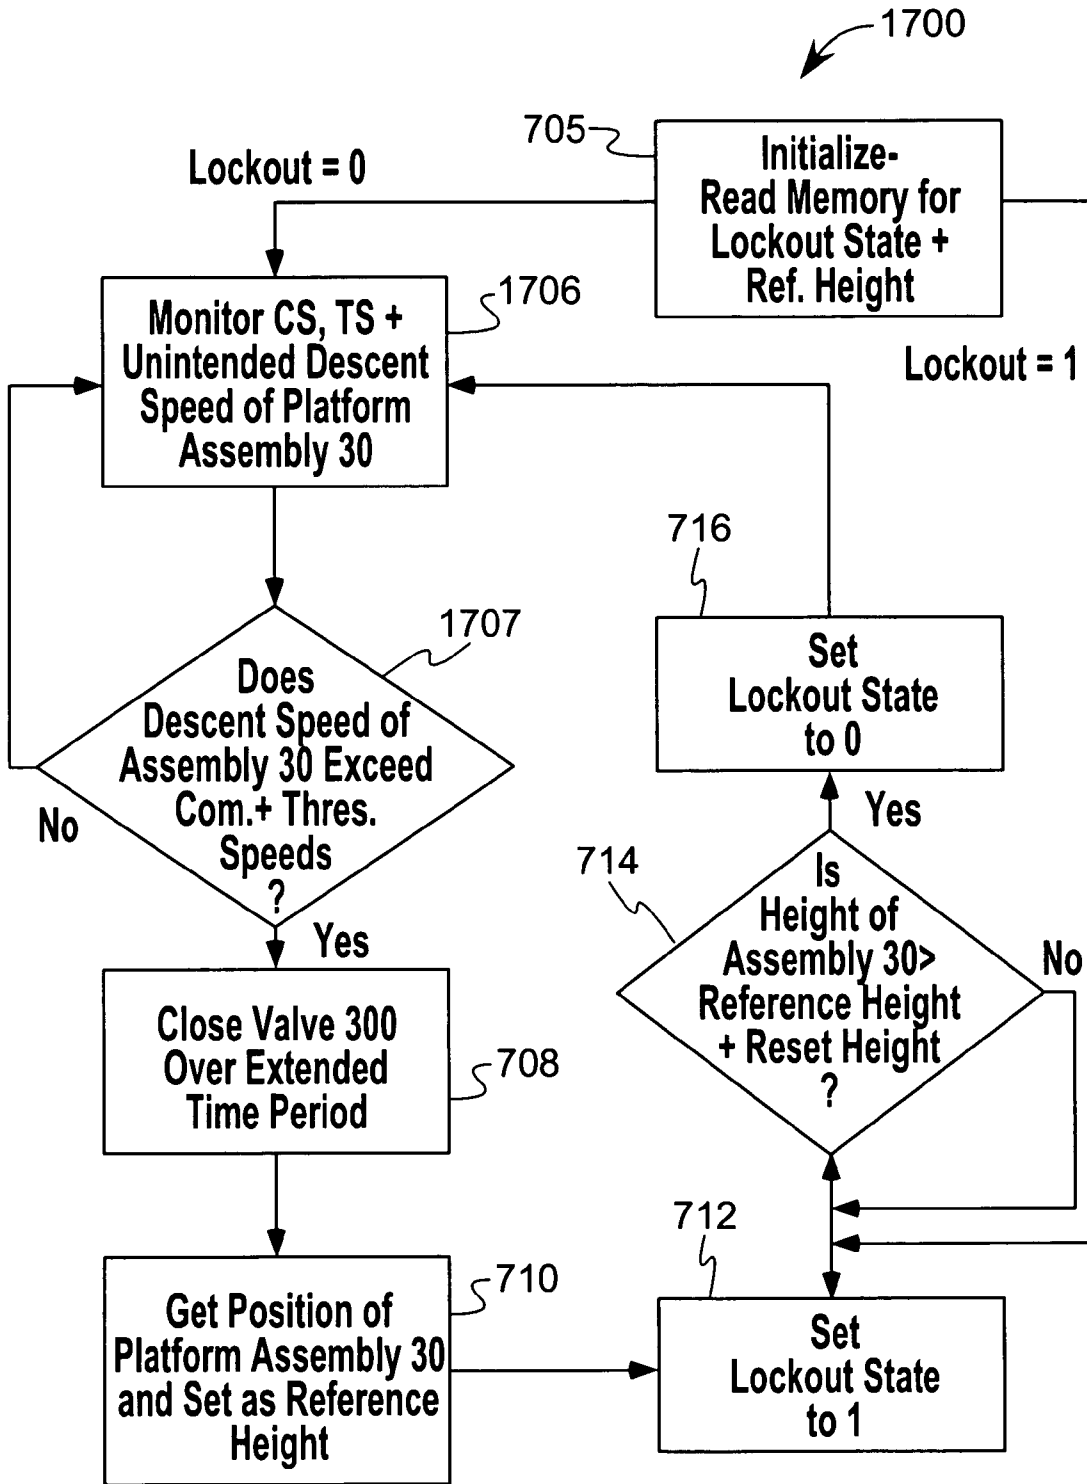 1700
705
Initialize-
Read Memory for
Lockout State +
Ref. Height
Lockout = 0
Lockout = 1
1706
Monitor CS, TS +
Unintended Descent
Speed of Platform
Assembly 30
1707
Does
Descent Speed of
Assembly 30 Exceed
Com.+ Thres.
Speeds
?
No
Yes
Close Valve 300
Over Extended
Time Period
708
710
Get Position of
Platform Assembly 30
and Set as Reference
Height
712
Set
Lockout State
to 1
714
Is
Height of
Assembly 30>
Reference Height
+ Reset Height
?
No
Yes
716
Set
Lockout State
to 0